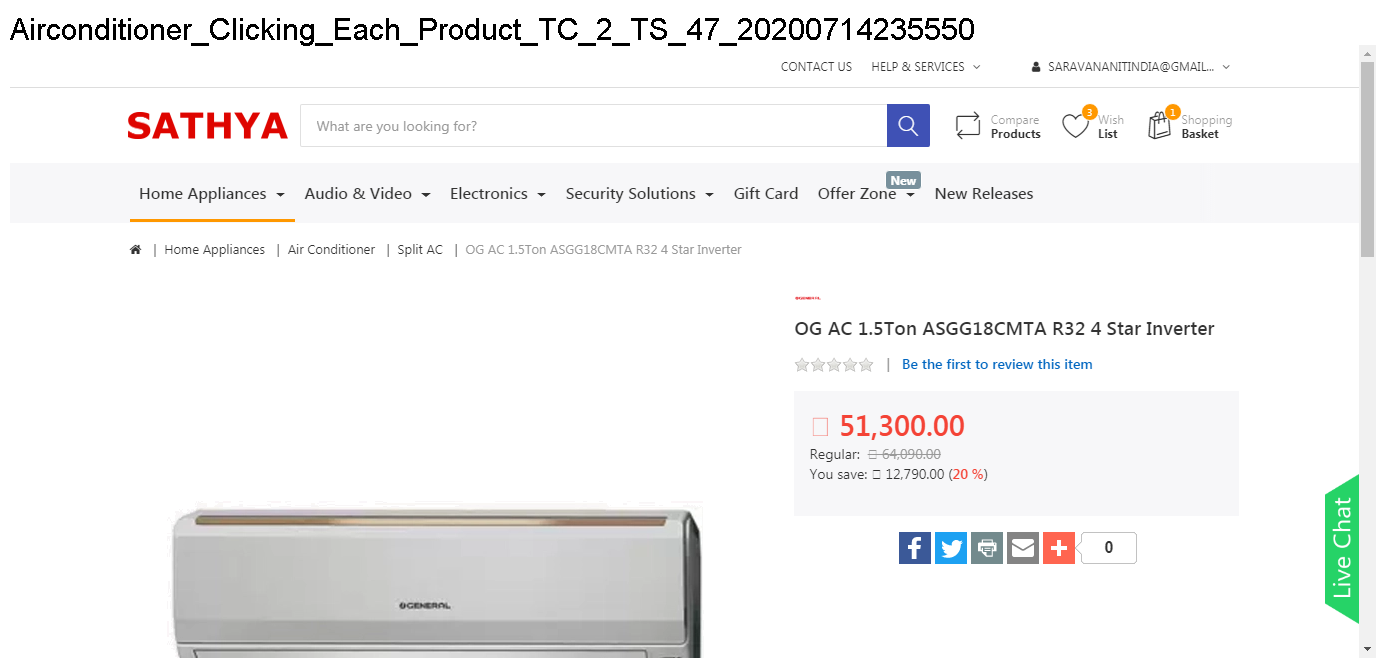 Airconditioner_Clicking_Each_Product_TC_2_TS_47_20200714235550
CONTACT US HELP & SERVICES SARAVANANITINDIA@GMAIL...
SATHYA
What are you looking for?
Compare Products
3 Wish List
1 Shopping Basket
New
Home Appliances Audio & Video Electronics Security Solutions Gift Card Offer Zone New Releases
| Home Appliances | Air Conditioner | Split AC | OG AC 1.5Ton ASGG18CMTA R32 4 Star Inverter
OG AC 1.5Ton ASGG18CMTA R32 4 Star Inverter
| Be the first to review this item
51,300.00
Regular: 64,090.00
You save: 12,790.00 (20 %)
0
Live Chat
GENERAL